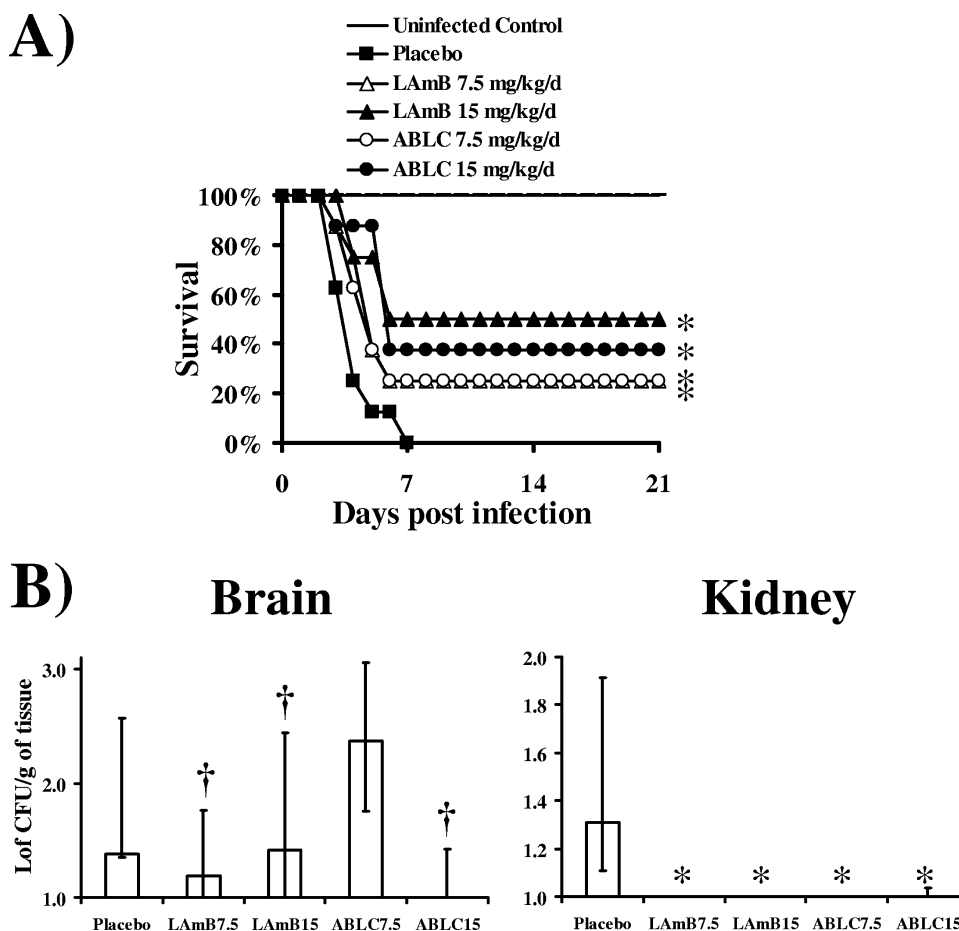 A)
Uninfected Control
Placebo
LAmB 7.5 mg/kg/d
LAmB 15 mg/kg/d
ABLC 7.5 mg/kg/d
ABLC 15 mg/kg/d
Survival
100%
80%
60%
40%
20%
0%
*
*
*
*
0 7 14 21
Days post infection
B)
Brain
Lof CFU/g of tissue
3.0
2.0
1.0
† † †
Placebo LAmB7.5 LAmB15 ABLC7.5 ABLC15
Kidney
2.0
1.8
1.6
1.4
1.2
1.0
* * * *
Placebo LAmB7.5 LAmB15 ABLC7.5 ABLC15